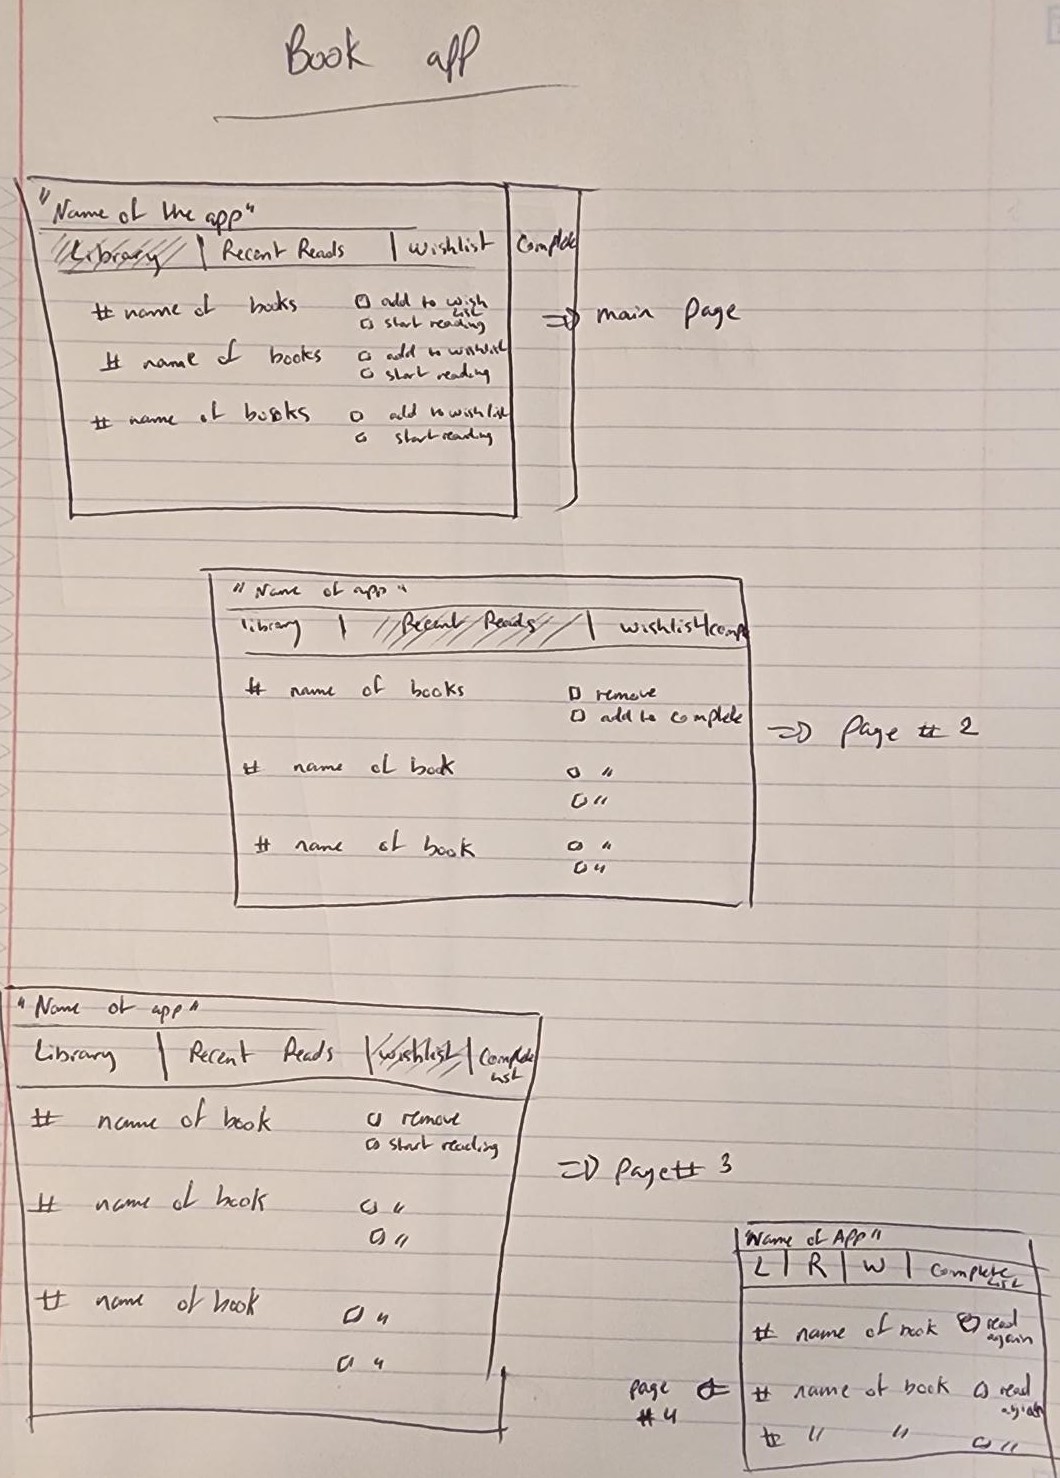 Book app
"Name of the app"
Library | Recent Reads | Wishlist | Complete
# name of books □ add to wish list
□ start reading
# name of books □ add to wishlist
□ start reading
# name of books □ add to wishlist
□ start reading
⇒ main page
"Name of app"
library | Recent Reads | wishlist | comp
# name of books □ remove
□ add to complete
# name of book □ "
□ "
# name of book □ "
□ "
⇒ Page # 2
"Name of app"
Library | Recent Reads | wishlist | Complete list
# name of book □ remove
□ start reading
# name of book □ "
□ "
# name of book □ "
□ "
⇒ page # 3
"Name of App"
L | R | W | Complete list
# name of book □ read again
# name of book □ read again
# " " □ "
page #4 ⇐